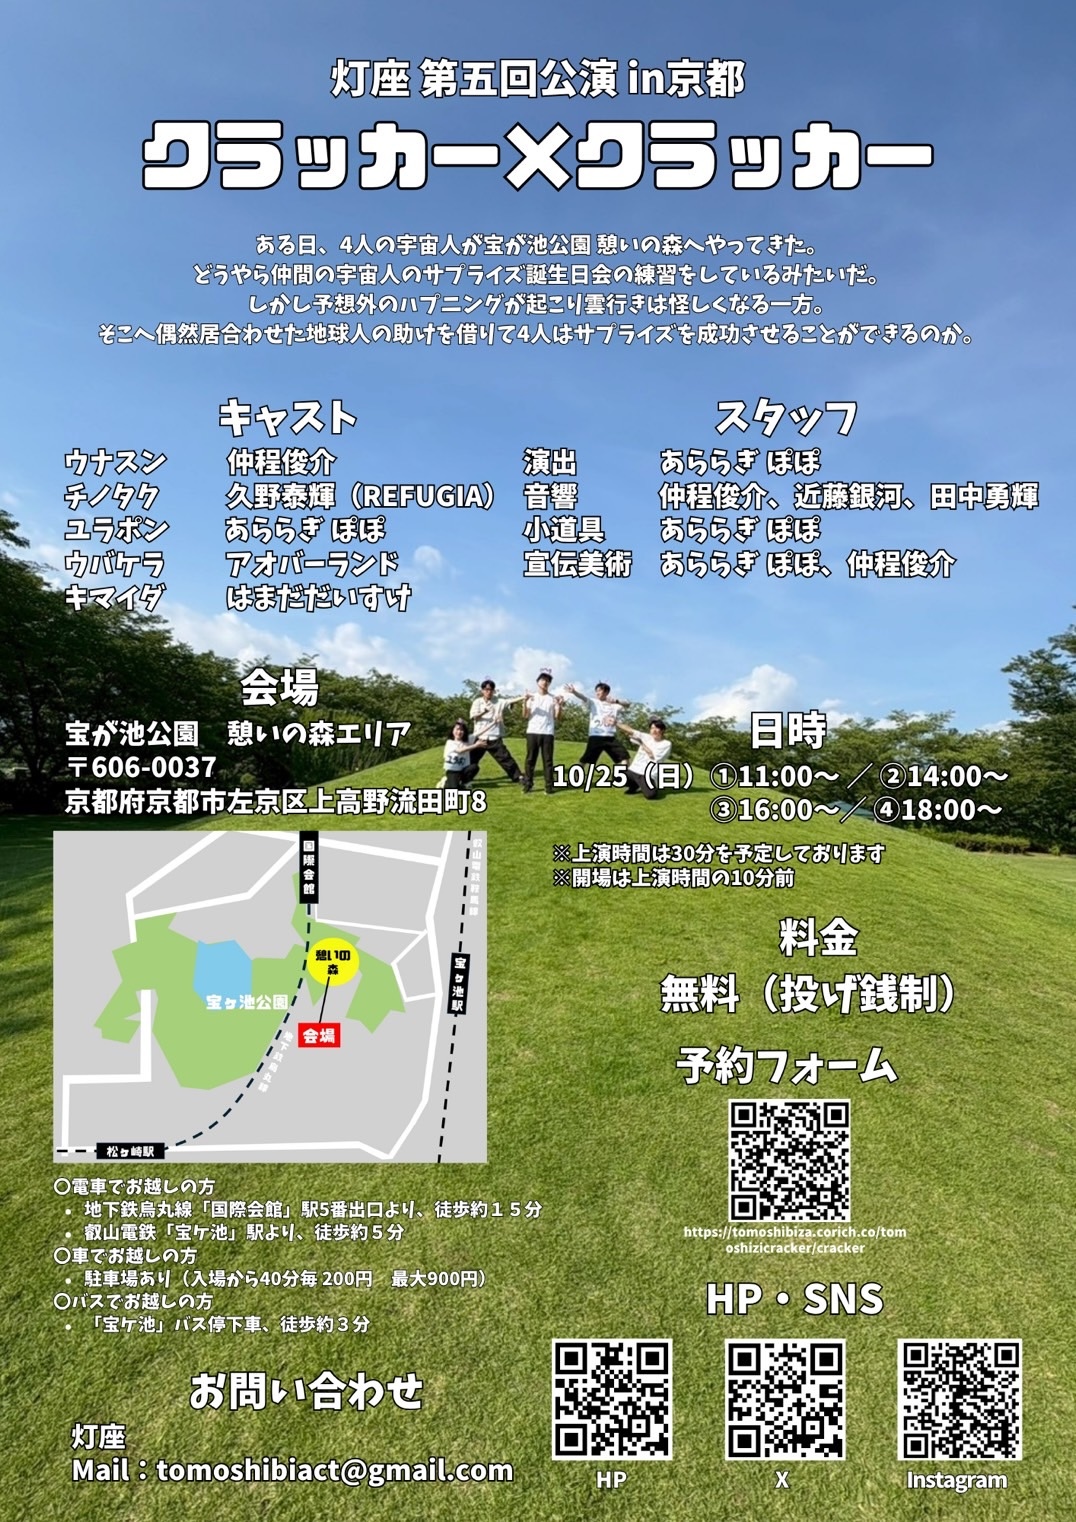 灯座 第五回公演 in京都
クラッカー×クラッカー
ある日、4人の宇宙人が宝が池公園 憩いの森へやってきた。
どうやら仲間の宇宙人のサプライズ誕生日会の練習をしているみたいだ。
しかし予想外のハプニングが起こり雲行きは怪しくなる一方。
そこへ偶然居合わせた地球人の助けを借りて4人はサプライズを成功させることができるのか。
キャスト
ウナスン 仲程俊介
チノタク 久野泰輝（REFUGIA）
ユラポン あららぎ ぽぽ
ウバケラ アオバーランド
キマイダ はまだだいすけ
スタッフ
演出 あららぎ ぽぽ
音響 仲程俊介、近藤銀河、田中勇輝
小道具 あららぎ ぽぽ
宣伝美術 あららぎ ぽぽ、仲程俊介
会場
宝が池公園　憩いの森エリア
〒606-0037
京都府京都市左京区上高野流田町8
国際会館
叡山電鉄鞍馬線
憩いの
森
宝ヶ池駅
宝ヶ池公園
会場
地下鉄烏丸線
松ヶ崎駅
〇電車でお越しの方
・地下鉄烏丸線「国際会館」駅5番出口より、徒歩約１５分
・叡山電鉄「宝ケ池」駅より、徒歩約５分
〇車でお越しの方
・駐車場あり（入場から40分毎 200円　最大900円）
〇バスでお越しの方
・「宝ケ池」バス停下車、徒歩約３分
お問い合わせ
灯座
Mail：tomoshibiact@gmail.com
日時
10/25（日）①11:00〜 ／ ②14:00〜
③16:00〜／ ④18:00〜
※上演時間は30分を予定しております
※開場は上演時間の10分前
料金
無料（投げ銭制）
予約フォーム
https://tomoshibiza.corich.co/tom
oshizicracker/cracker
HP・SNS
HP
X
Instagram